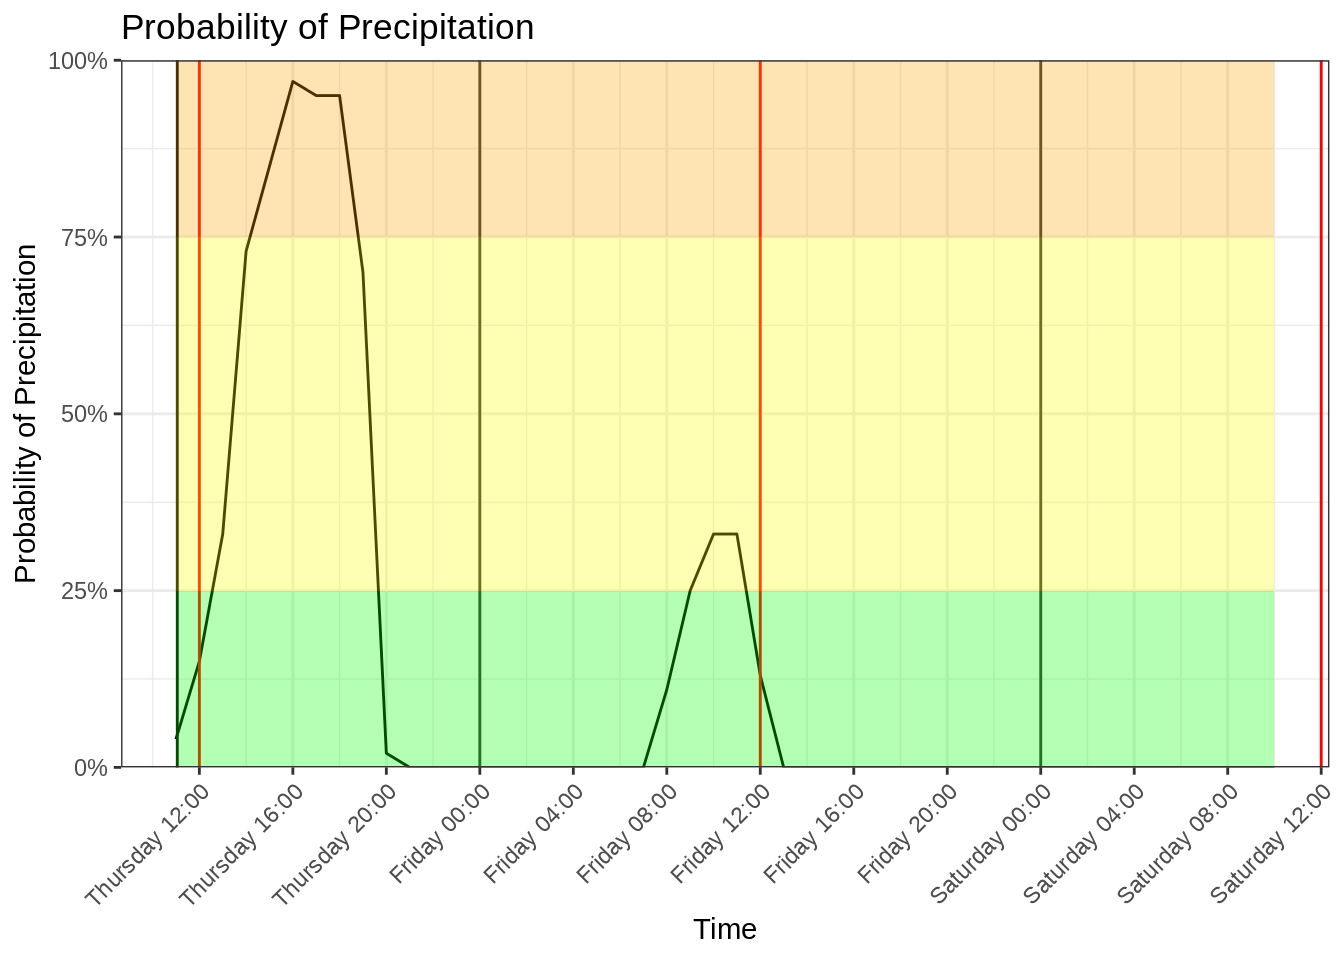 Probability of Precipitation
Probability of Precipitation
100%
75%
50%
25%
0%
Thursday 12:00
Thursday 16:00
Thursday 20:00
Friday 00:00
Friday 04:00
Friday 08:00
Friday 12:00
Friday 16:00
Friday 20:00
Saturday 00:00
Saturday 04:00
Saturday 08:00
Saturday 12:00
Time